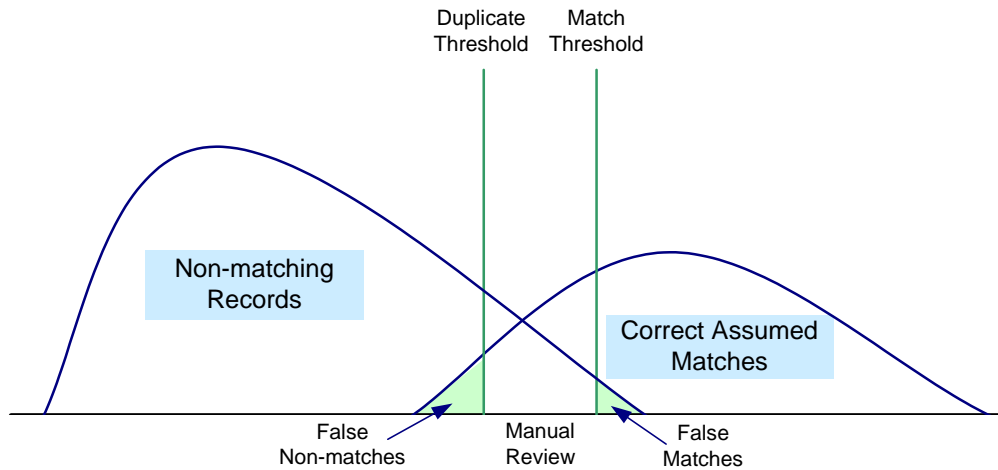 Duplicate
Threshold
Match
Threshold
Non-matching
Records
Correct Assumed
Matches
False
Non-matches
Manual
Review
False
Matches